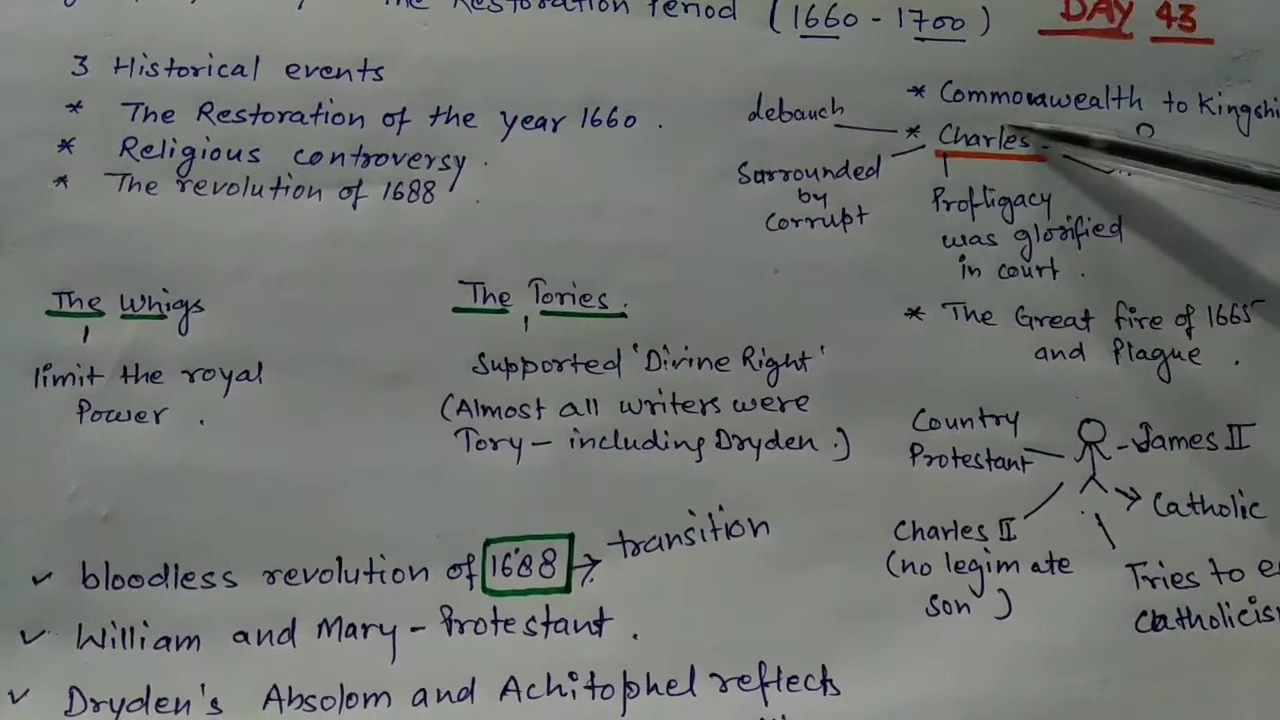 The Restoration Period (1660 - 1700) DAY 43
3 Historical events
* The Restoration of the year 1660.
* Religious controversy.
* The revolution of 1688
* Commonwealth to Kingshi
debauch
* Charles
Surrounded
by
corrupt
Profligacy
was glorified
in court.
* The Great fire of 1665
and Plague.
The Whigs
limit the royal
Power.
The Tories.
Supported 'Divine Right'
(Almost all writers were
Tory - including Dryden.)
Country
Protestant
James II
Catholic
Charles II
(no legimate
son)
Tries to e
Catholicis
✓ bloodless revolution of 1688 → transition
✓ William and Mary - Protestant.
✓ Dryden's Absolom and Achitophel reflects